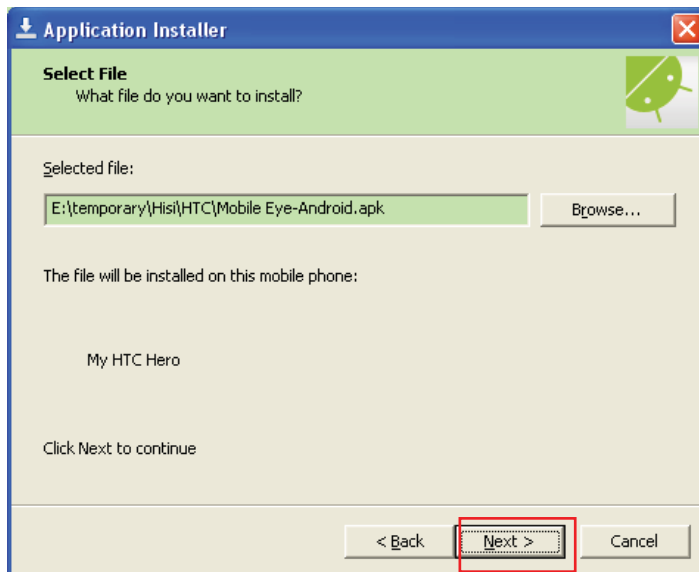 Application Installer
Select File
What file do you want to install?
Selected file:
E:\temporary\Hisi\HTC\Mobile Eye-Android.apk
Browse...
The file will be installed on this mobile phone:
My HTC Hero
Click Next to continue
< Back
Next >
Cancel